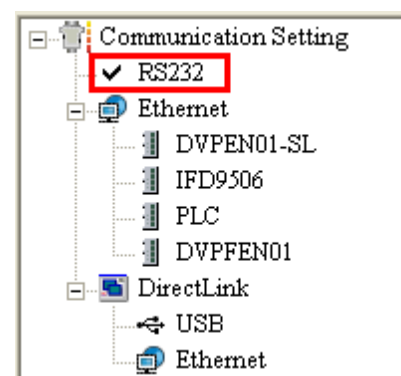 Communication Setting
RS232
Ethernet
DVPEN01-SL
IFD9506
PLC
DVPFEN01
DirectLink
USB
Ethernet